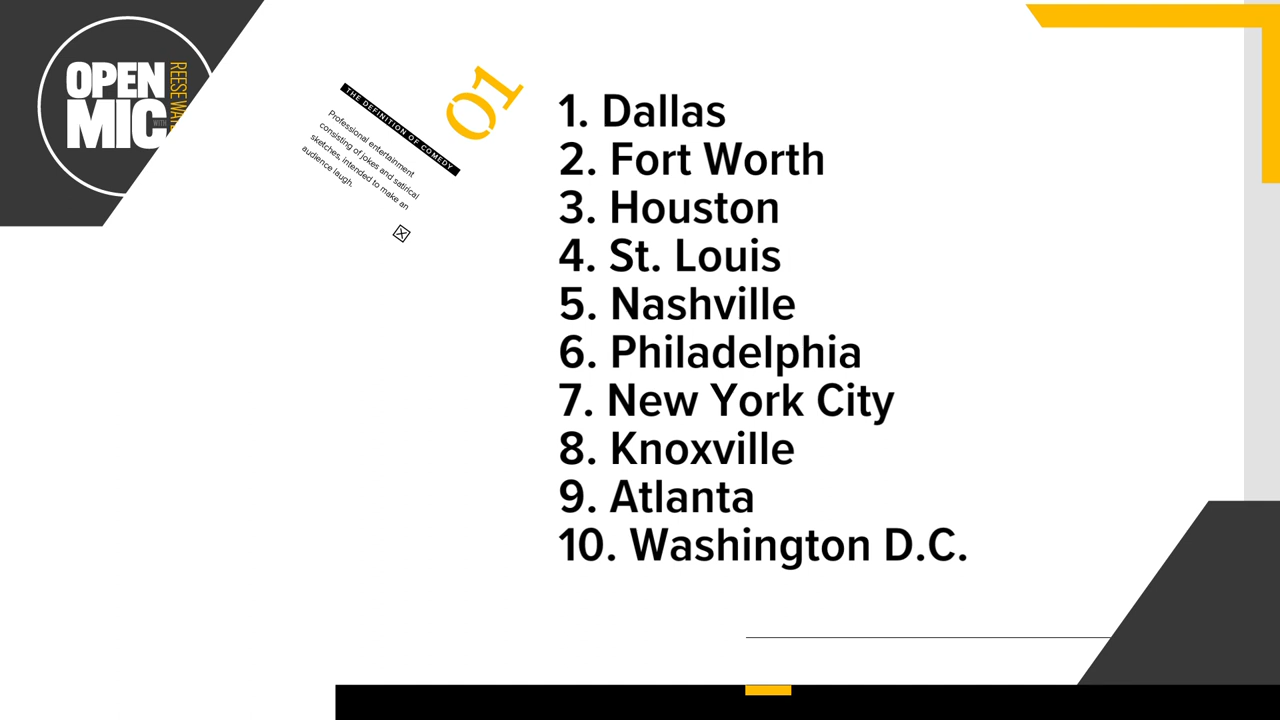 OPEN
MIC
WITH
REESE
01
THE DEFINITION OF COMEDY
Professional entertainment
consisting of jokes and satirical
sketches, intended to make an
audience laugh.
1. Dallas
2. Fort Worth
3. Houston
4. St. Louis
5. Nashville
6. Philadelphia
7. New York City
8. Knoxville
9. Atlanta
10. Washington D.C.